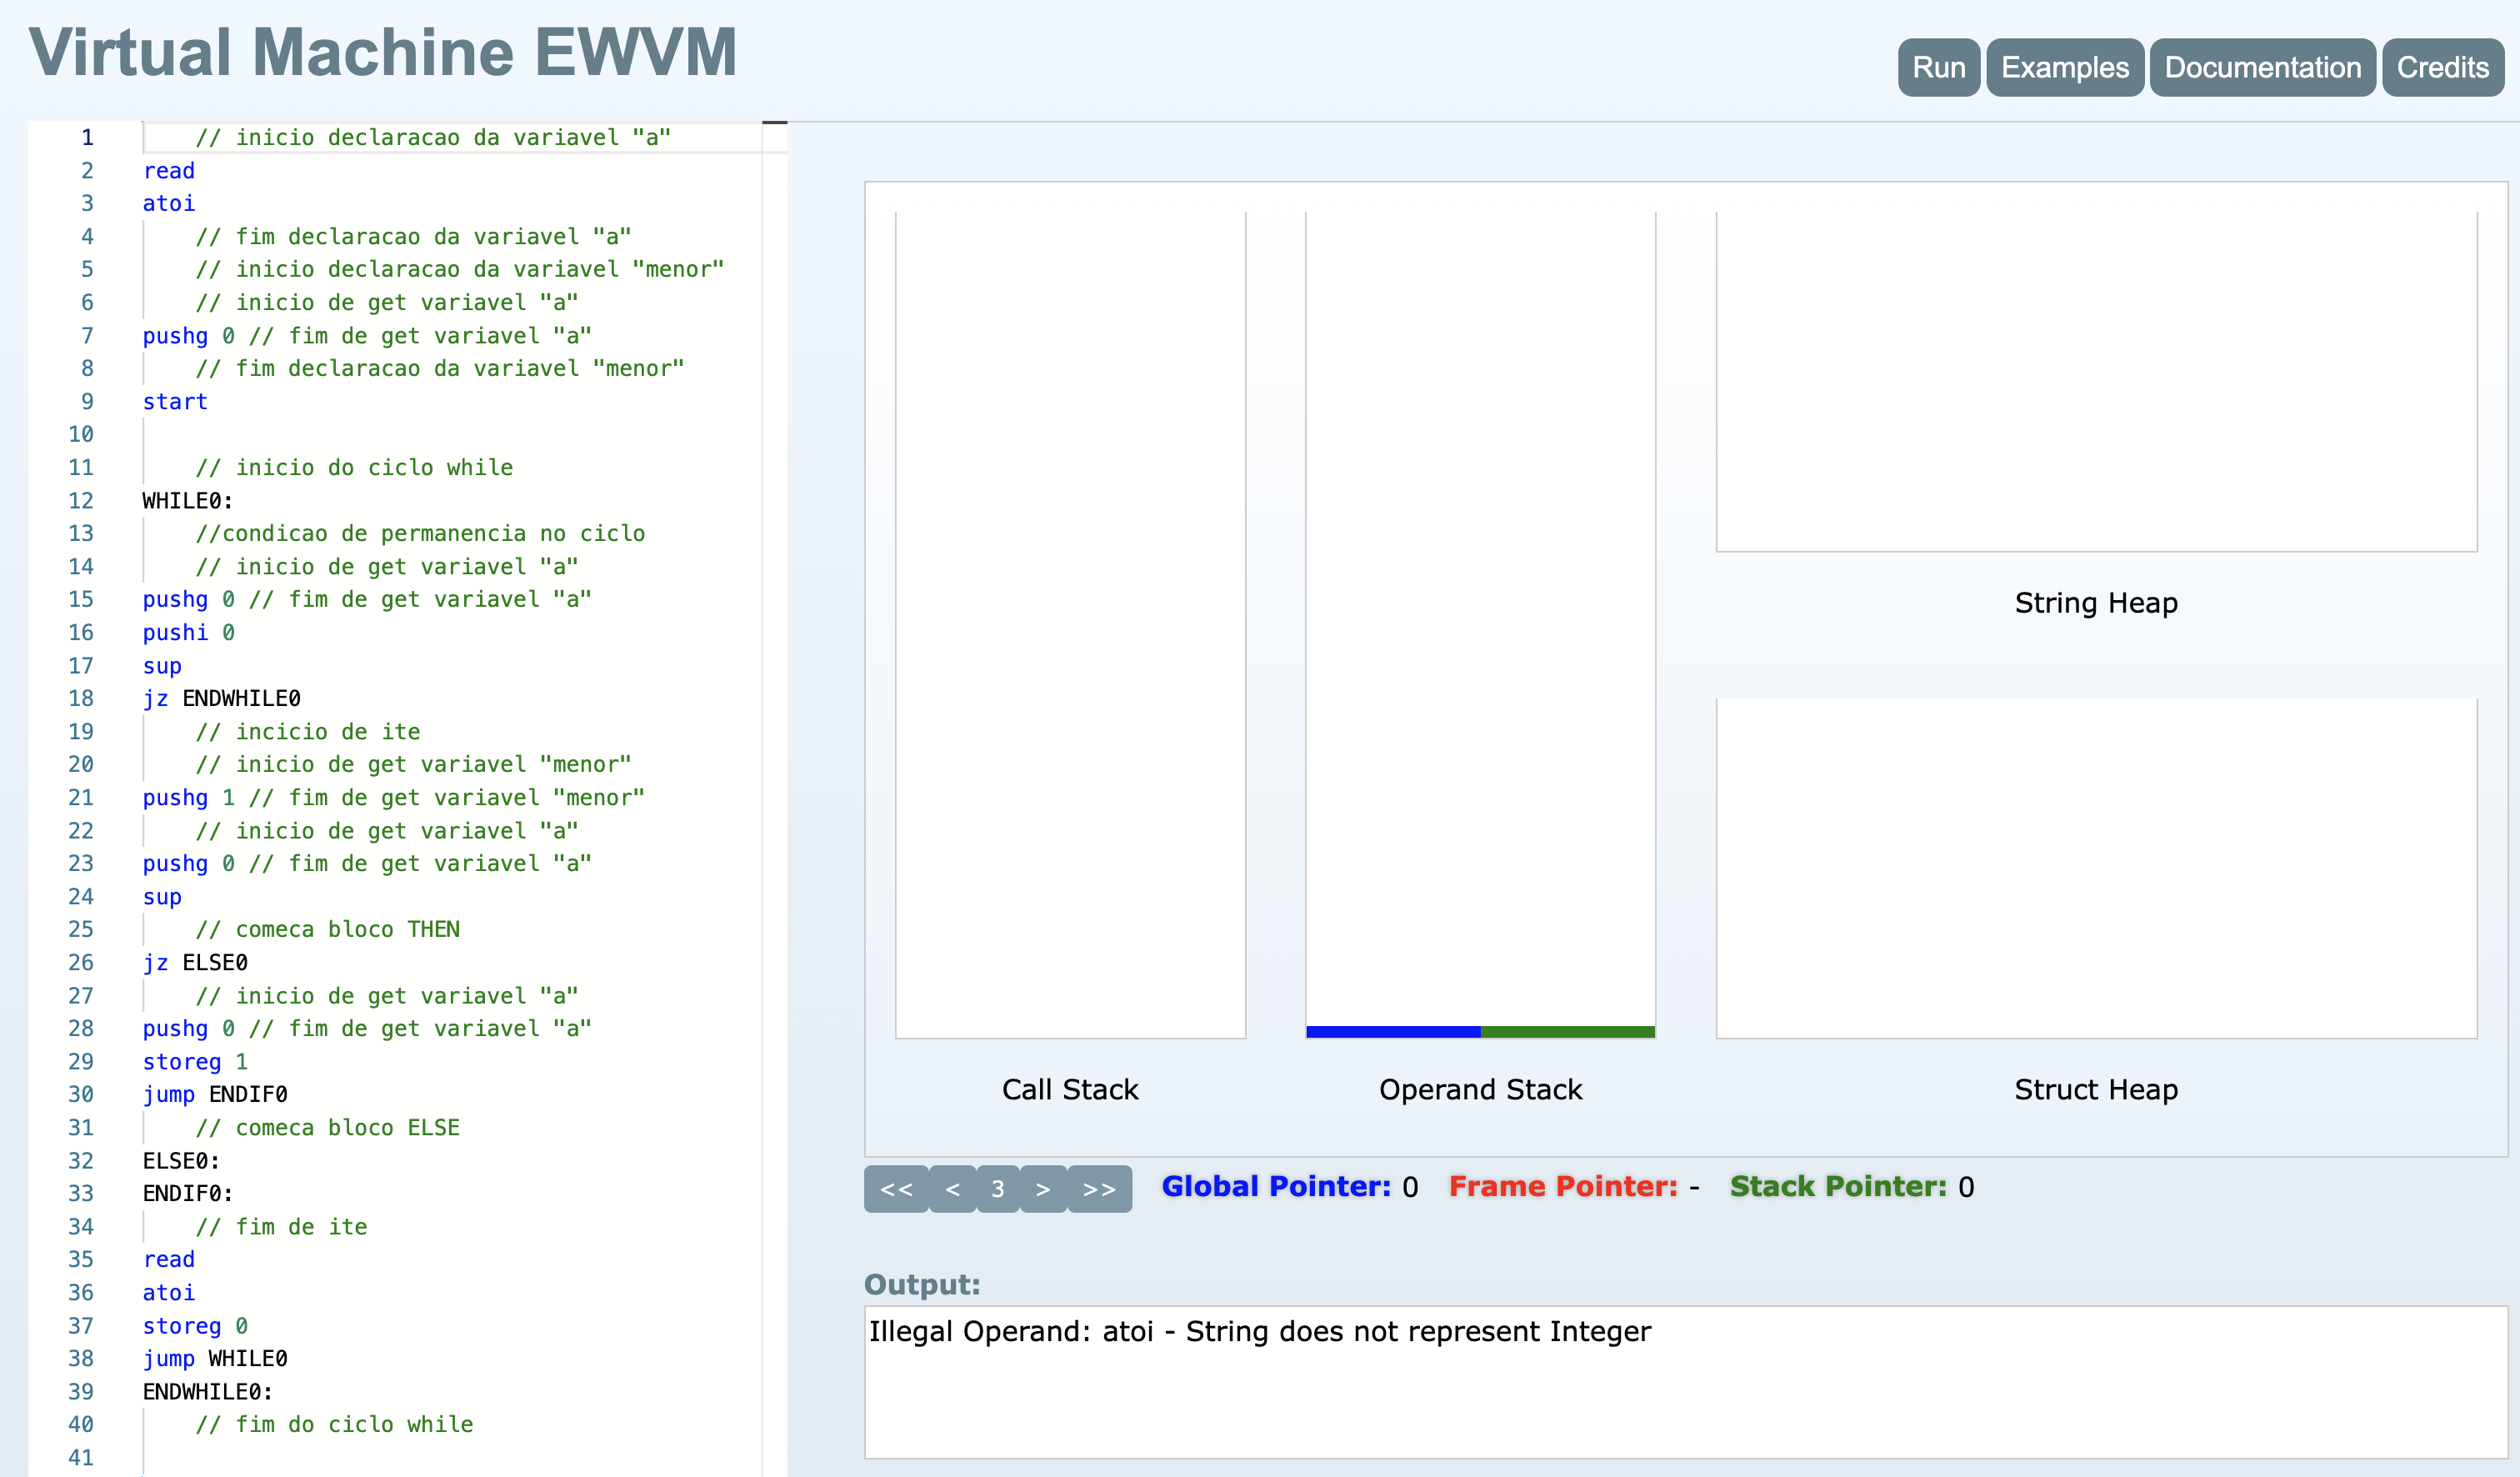 Virtual Machine EWVM
Run Examples Documentation Credits
1 // inicio declaracao da variavel "a"
2 read
3 atoi
4 // fim declaracao da variavel "a"
5 // inicio declaracao da variavel "menor"
6 // inicio de get variavel "a"
7 pushg 0 // fim de get variavel "a"
8 // fim declaracao da variavel "menor"
9 start
10
11 // inicio do ciclo while
12 WHILE0:
13 //condicao de permanencia no ciclo
14 // inicio de get variavel "a"
15 pushg 0 // fim de get variavel "a"
16 pushi 0
17 sup
18 jz ENDWHILE0
19 // incicio de ite
20 // inicio de get variavel "menor"
21 pushg 1 // fim de get variavel "menor"
22 // inicio de get variavel "a"
23 pushg 0 // fim de get variavel "a"
24 sup
25 // comeca bloco THEN
26 jz ELSE0
27 // inicio de get variavel "a"
28 pushg 0 // fim de get variavel "a"
29 storeg 1
30 jump ENDIF0
31 // comeca bloco ELSE
32 ELSE0:
33 ENDIF0:
34 // fim de ite
35 read
36 atoi
37 storeg 0
38 jump WHILE0
39 ENDWHILE0:
40 // fim do ciclo while
41
String Heap
Call Stack
Operand Stack
Struct Heap
<< < 3 > >> Global Pointer: 0 Frame Pointer: - Stack Pointer: 0
Output:
Illegal Operand: atoi - String does not represent Integer